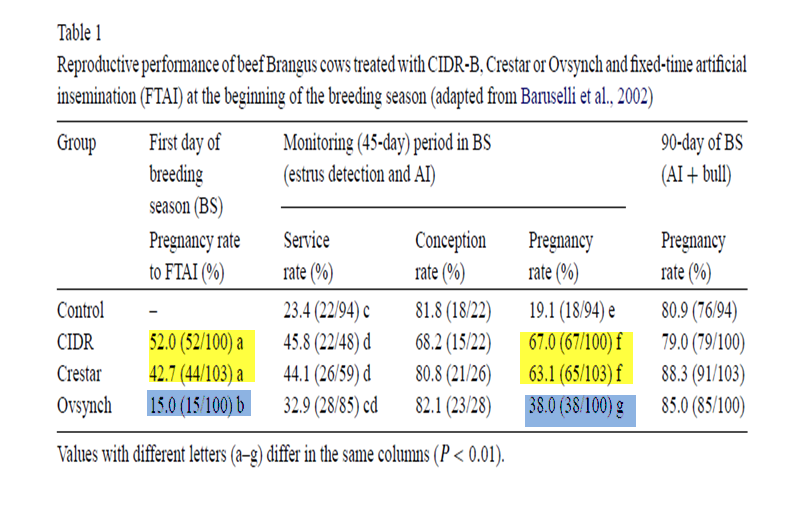 Table 1
Reproductive performance of beef Brangus cows treated with CIDR-B, Crestar or Ovsynch and fixed-time artificial
insemination (FTAI) at the beginning of the breeding season (adapted from Baruselli et al., 2002)
Group First day of breeding season (BS) Monitoring (45-day) period in BS (estrus detection and AI) 90-day of BS (AI + bull)
Pregnancy rate to FTAI (%) Service rate (%) Conception rate (%) Pregnancy rate (%) Pregnancy rate (%)
Control – 23.4 (22/94) c 81.8 (18/22) 19.1 (18/94) e 80.9 (76/94)
CIDR 52.0 (52/100) a 45.8 (22/48) d 68.2 (15/22) 67.0 (67/100) f 79.0 (79/100)
Crestar 42.7 (44/103) a 44.1 (26/59) d 80.8 (21/26) 63.1 (65/103) f 88.3 (91/103)
Ovsynch 15.0 (15/100) b 32.9 (28/85) cd 82.1 (23/28) 38.0 (38/100) g 85.0 (85/100)
Values with different letters (a–g) differ in the same columns (P < 0.01).